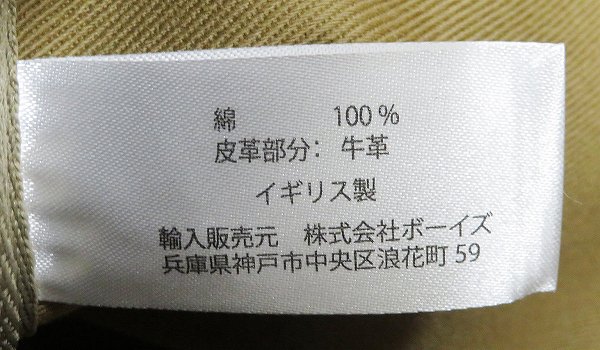 綿 100%
皮革部分: 牛革
イギリス製
輸入販売元 株式会社ボーイズ
兵庫県神戸市中央区浪花町 59